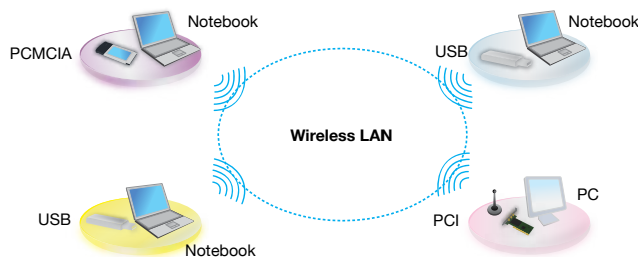 Notebook
PCMCIA
Notebook
USB
Wireless LAN
USB
Notebook
PC
PCI